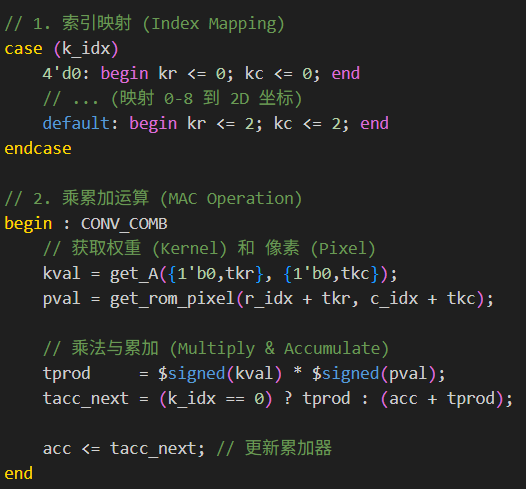 // 1. 索引映射 (Index Mapping)
case (k_idx)
    4'd0: begin kr <= 0; kc <= 0; end
    // ... (映射 0-8 到 2D 坐标)
    default: begin kr <= 2; kc <= 2; end
endcase

// 2. 乘累加运算 (MAC Operation)
begin : CONV_COMB
    // 获取权重 (Kernel) 和 像素 (Pixel)
    kval = get_A({1'b0,tkr}, {1'b0,tkc});
    pval = get_rom_pixel(r_idx + tkr, c_idx + tkc);

    // 乘法与累加 (Multiply & Accumulate)
    tprod     = $signed(kval) * $signed(pval);
    tacc_next = (k_idx == 0) ? tprod : (acc + tprod);

    acc <= tacc_next; // 更新累加器
end